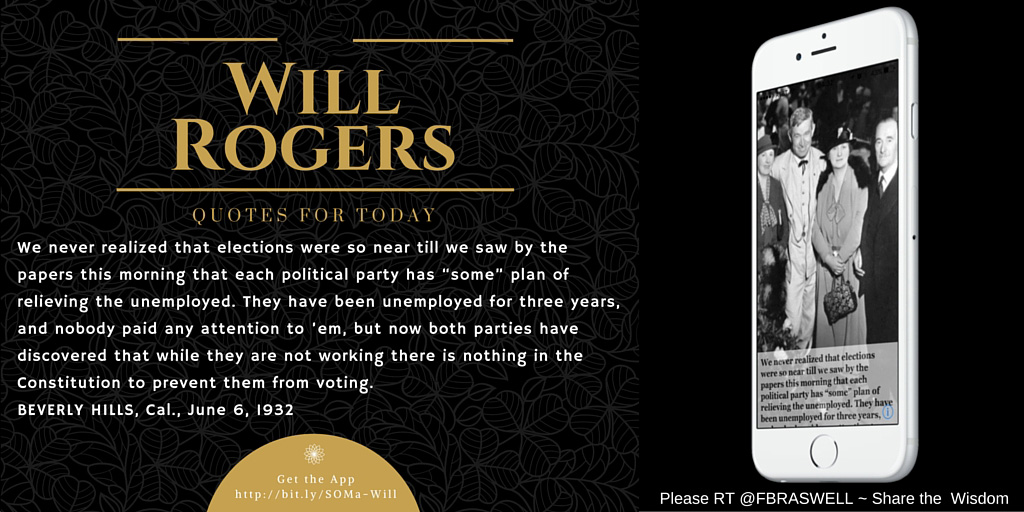 WILL
ROGERS
QUOTES FOR TODAY
We never realized that elections were so near till we saw by the
papers this morning that each political party has “some” plan of
relieving the unemployed. They have been unemployed for three years,
and nobody paid any attention to ‘em, but now both parties have
discovered that while they are not working there is nothing in the
Constitution to prevent them from voting.
BEVERLY HILLS, Cal., June 6, 1932
Get the App
http://bit.ly/SOMa-Will
We never realized that elections
were so near till we saw by the
papers this morning that each
political party has “some” plan of
relieving the unemployed. They have
been unemployed for three years,
Please RT @FBRASWELL ~ Share the  Wisdom